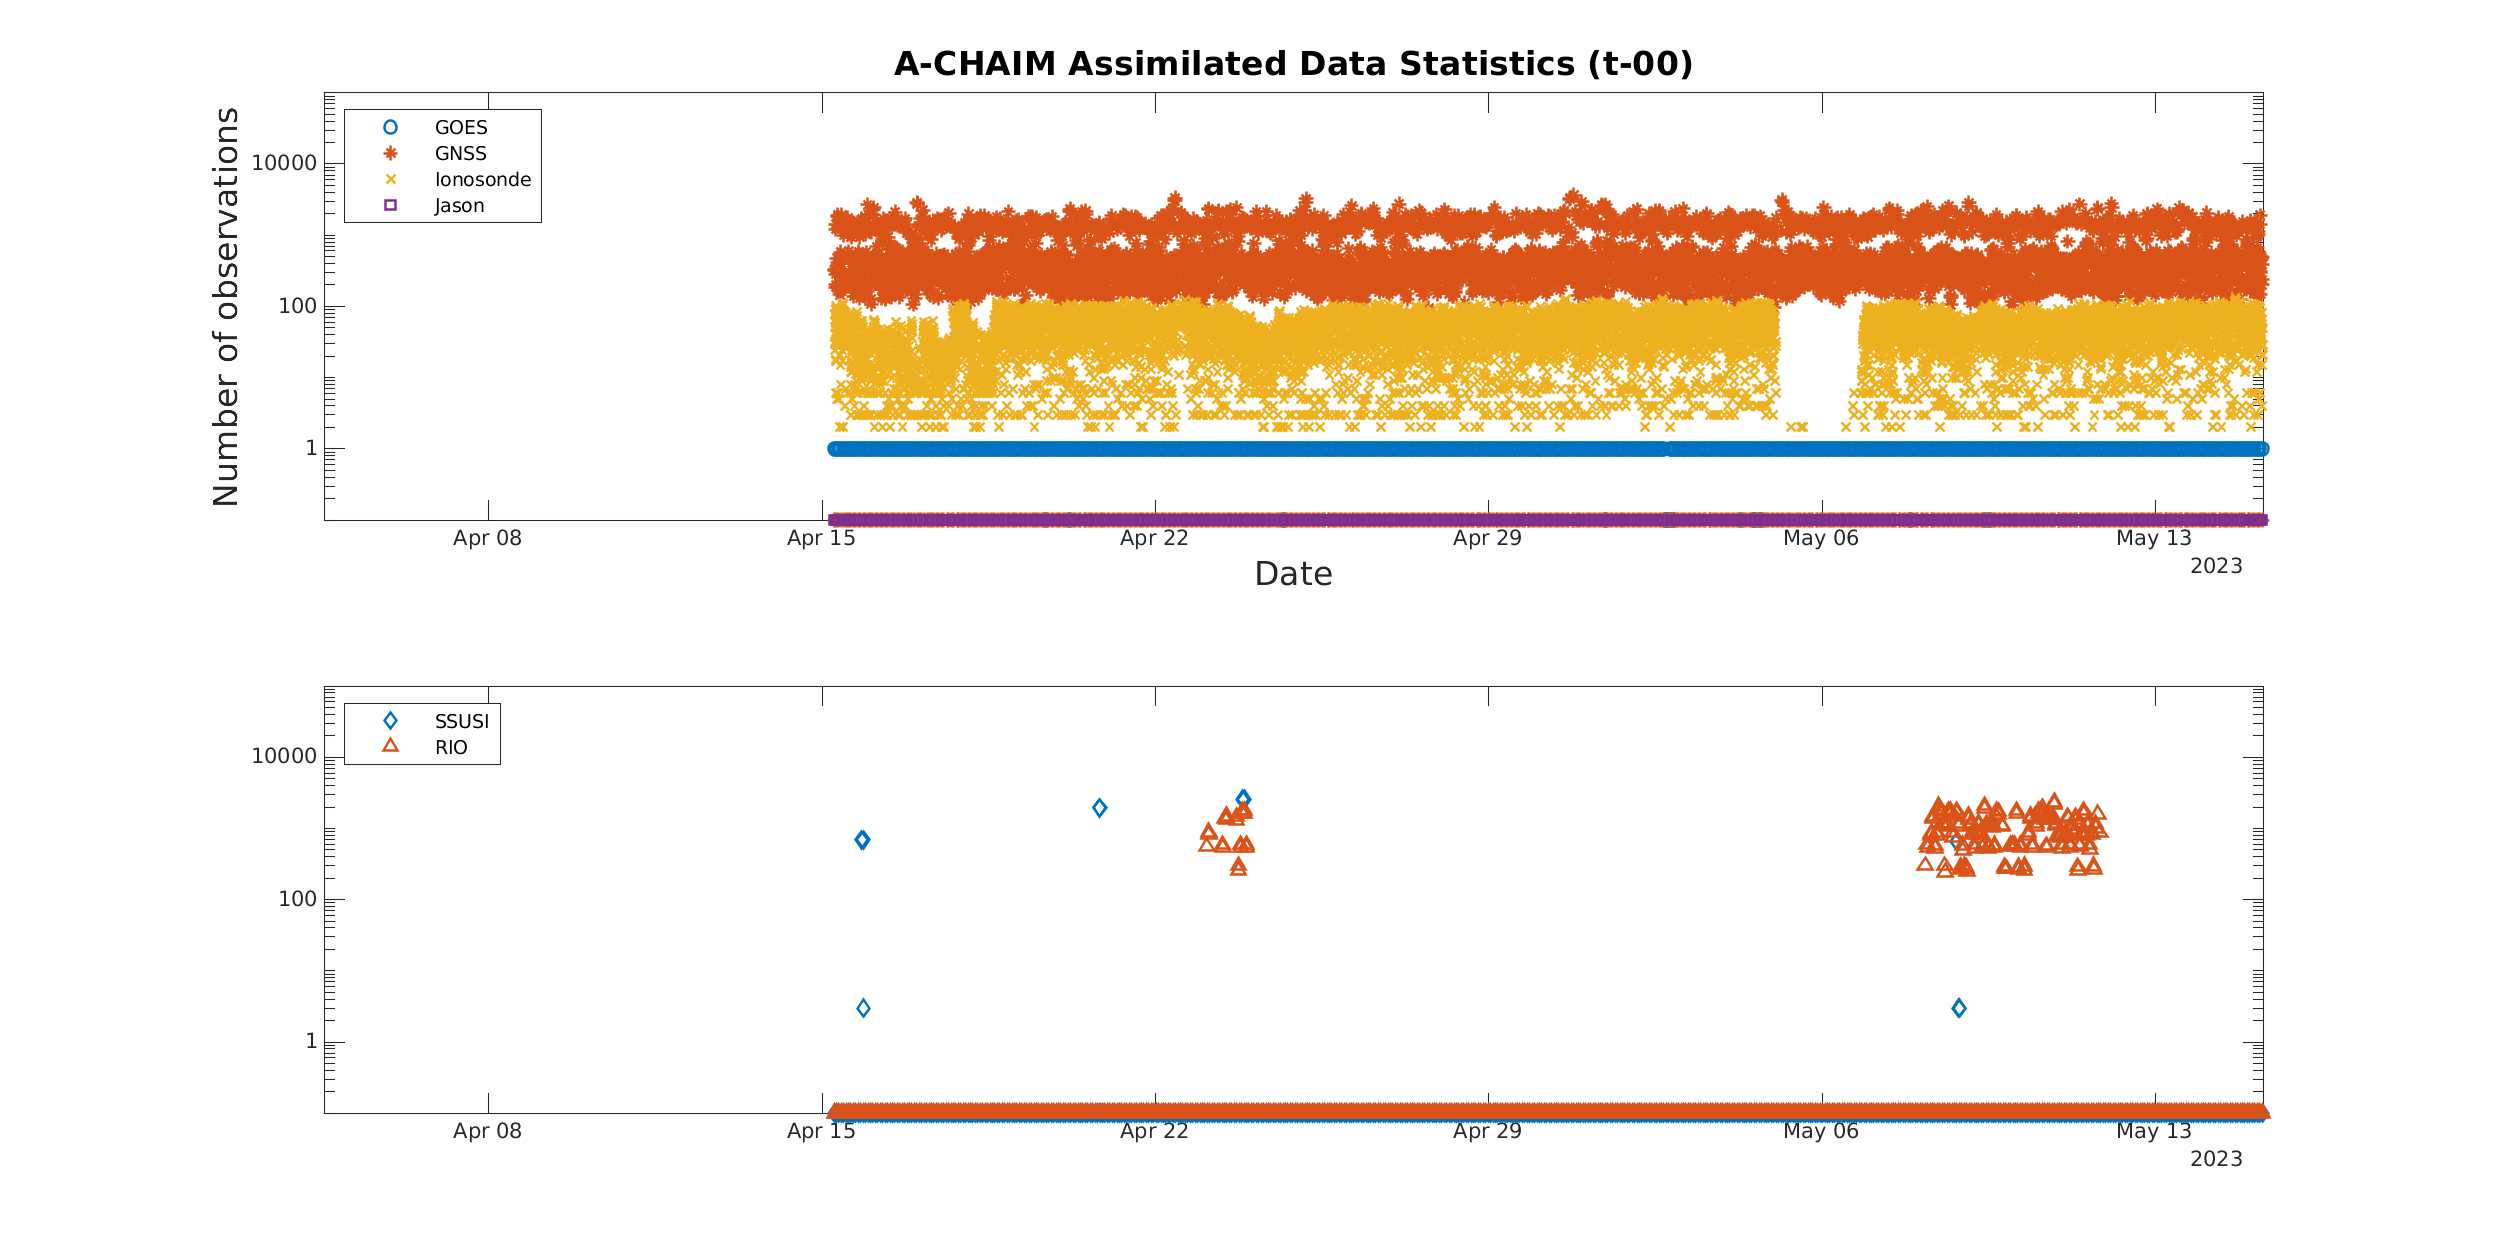 A-CHAIM Assimilated Data Statistics (t-00)
Number of observations
GOES
GNSS
Ionosonde
Jason
10000
100
1
Apr 08
Apr 15
Apr 22
Apr 29
May 06
May 13
2023
Date
SSUSI
RIO
10000
100
1
Apr 08
Apr 15
Apr 22
Apr 29
May 06
May 13
2023